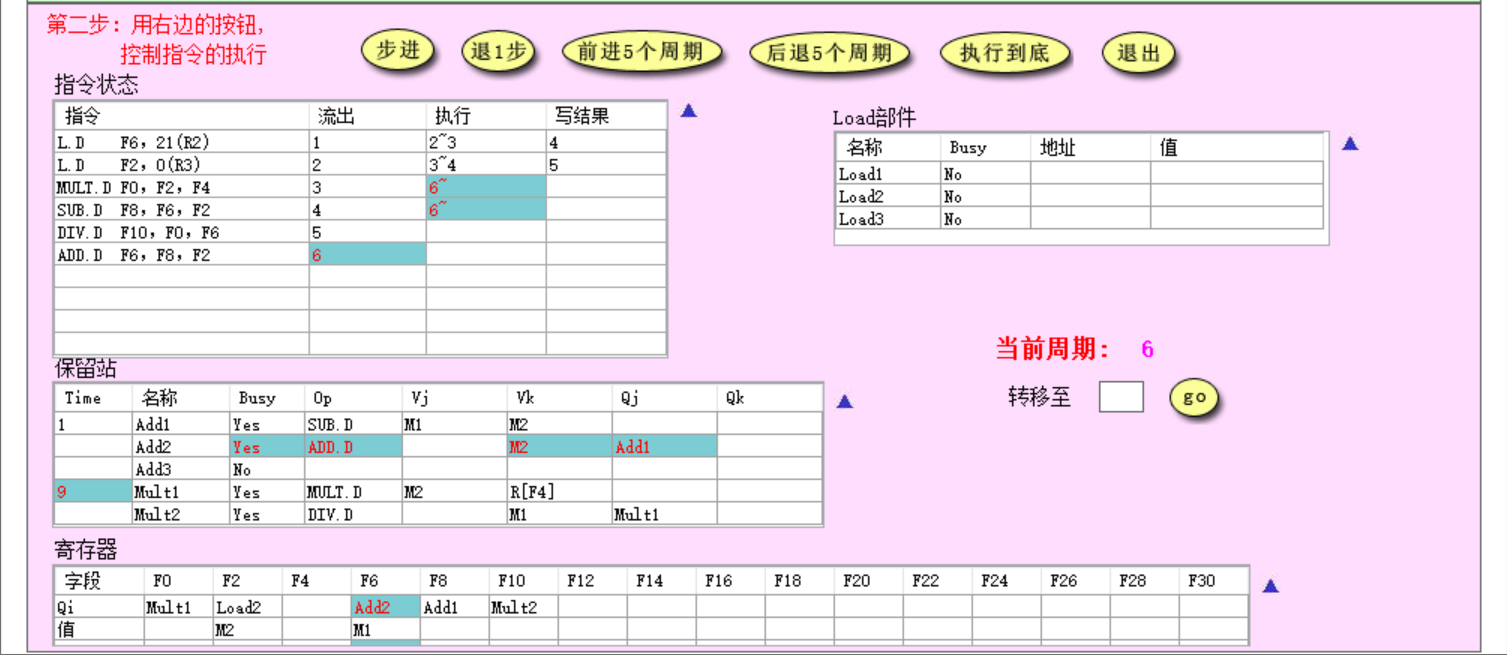 第二步：用右边的按钮,
控制指令的执行
步进 退1步 前进5个周期 后退5个周期 执行到底 退出
指令状态
指令 流出 执行 写结果
L.D F6, 21(R2) 1 2~3 4
L.D F2, 0(R3) 2 3~4 5
MULT.D F0, F2, F4 3 6~
SUB.D F8, F6, F2 4 6~
DIV.D F10, F0, F6 5
ADD.D F6, F8, F2 6
Load部件
名称 Busy 地址 值
Load1 No
Load2 No
Load3 No
当前周期： 6
转移至 go
保留站
Time 名称 Busy Op Vj Vk Qj Qk
1 Add1 Yes SUB.D M1 M2
Add2 Yes ADD.D M2 Add1
Add3 No
9 Mult1 Yes MULT.D M2 R[F4]
Mult2 Yes DIV.D M1 Mult1
寄存器
字段 F0 F2 F4 F6 F8 F10 F12 F14 F16 F18 F20 F22 F24 F26 F28 F30
Qi Mult1 Load2 Add2 Add1 Mult2
值 M2 M1